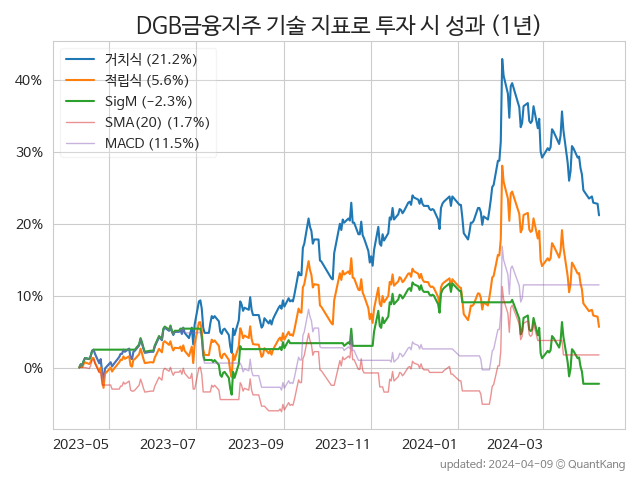 DGB금융지주 기술 지표로 투자 시 성과 (1년)
거치식 (21.2%)
적립식 (5.6%)
SigM (−2.3%)
SMA(20) (1.7%)
MACD (11.5%)
40%
30%
20%
10%
0%
2023-05 2023-07 2023-09 2023-11 2024-01 2024-03
updated: 2024-04-09 © QuantKang